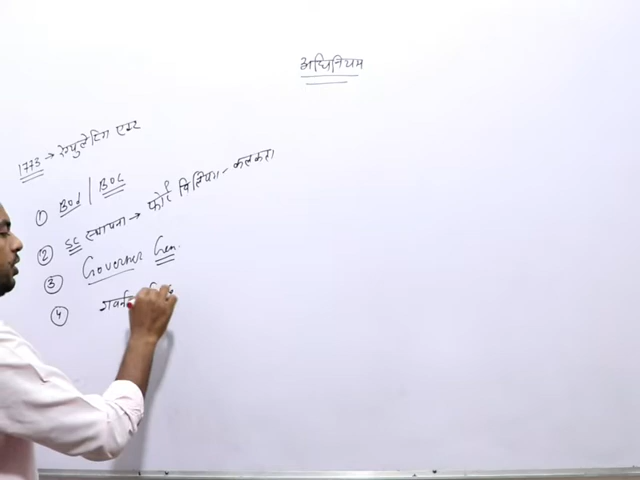 अधिनियम
1773 → रेग्युलेटिंग एक्ट
① BOd | BOC
② SC स्थापना → फोर्ट विलियम - कलकत्ता
③ Governor Gen.
④ गवर्नर